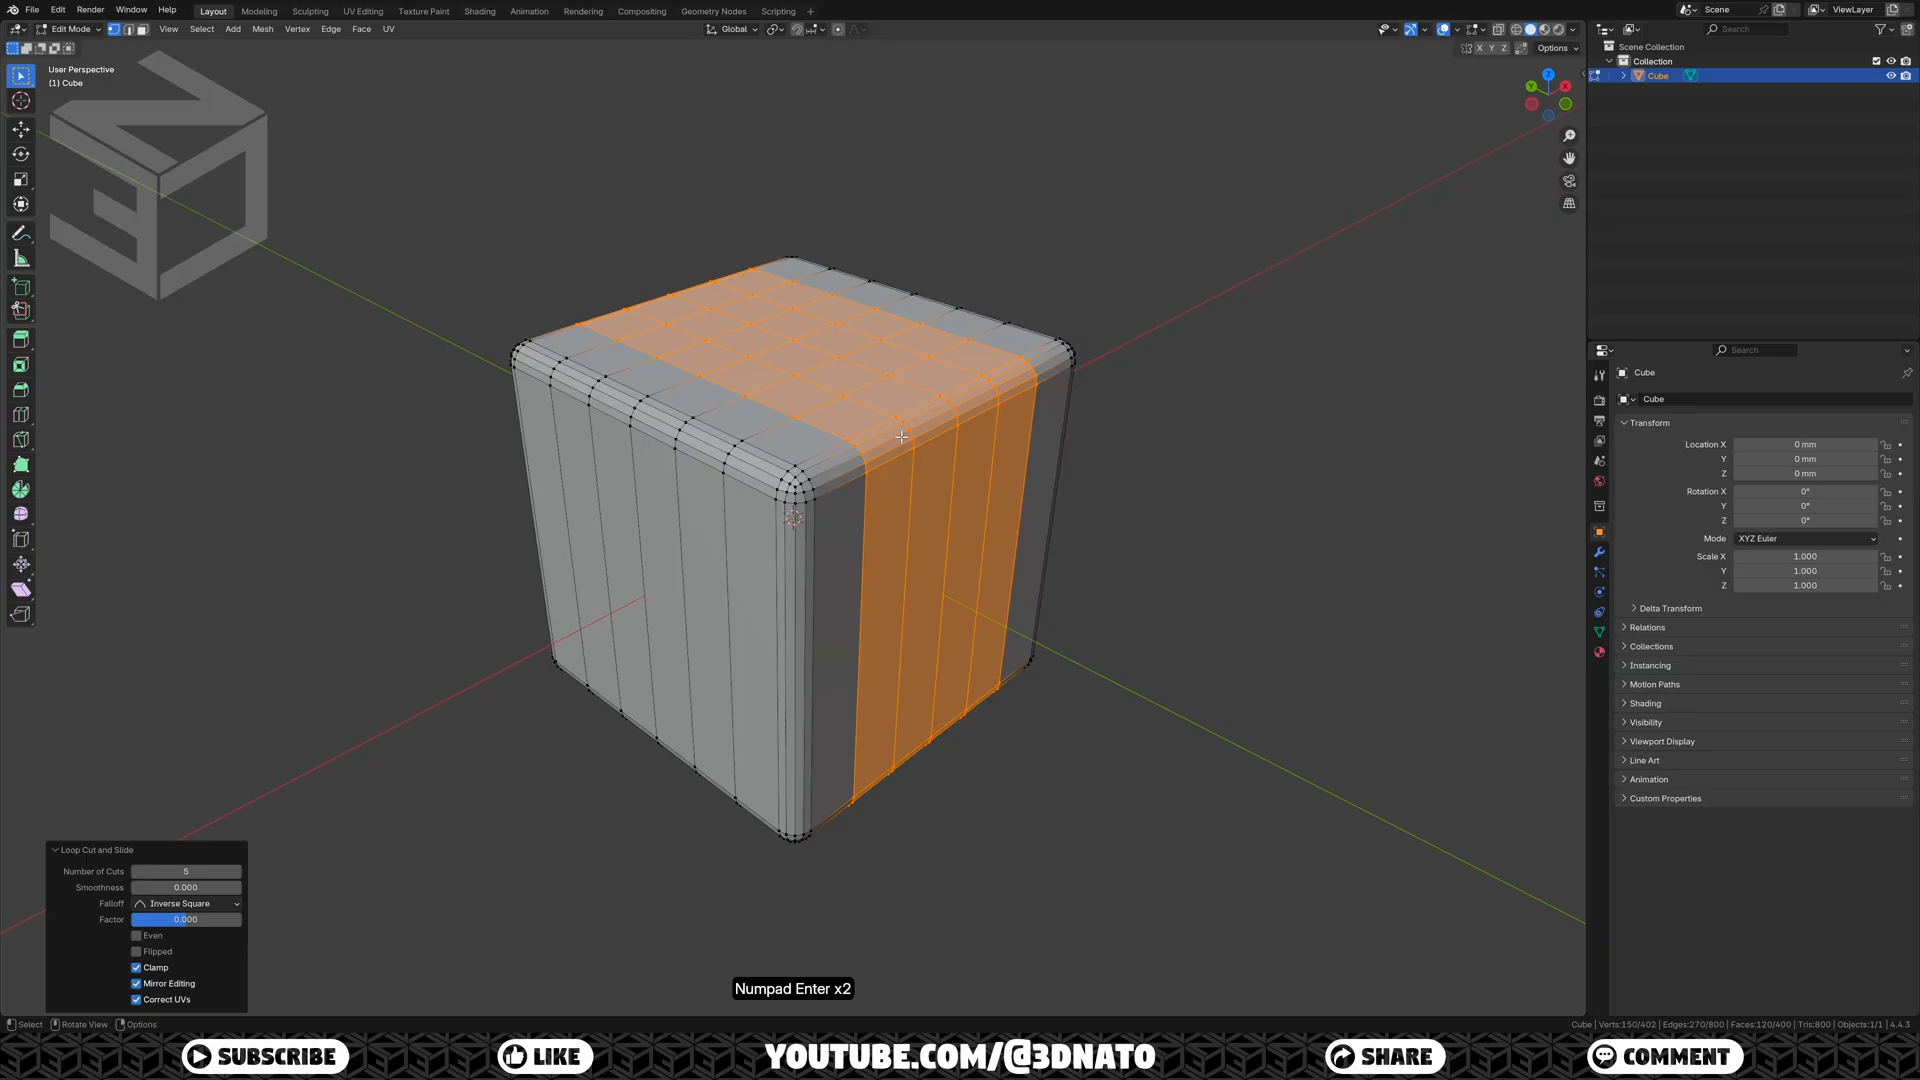 File Edit Render Window Help Layout Modeling Sculpting UV Editing Texture Paint Shading Animation Rendering Compositing Geometry Nodes Scripting + Scene ViewLayer
Edit Mode View Select Add Mesh Vertex Edge Face UV Global Search
X Y Z Options
Scene Collection
Collection
Cube
User Perspective
(1) Cube
Z
Y X
Search
Cube
Cube
Transform
Location X 0 mm
Y 0 mm
Z 0 mm
Rotation X 0°
Y 0°
Z 0°
Mode XYZ Euler
Scale X 1.000
Y 1.000
Z 1.000
Delta Transform
Relations
Collections
Instancing
Motion Paths
Shading
Visibility
Viewport Display
Line Art
Animation
Custom Properties
Loop Cut and Slide
Number of Cuts 5
Smoothness 0.000
Falloff Inverse Square
Factor 0.000
Even
Flipped
Clamp
Mirror Editing
Correct UVs
Numpad Enter x2
Select Rotate View Options Cube | Verts:150/402 | Edges:270/800 | Faces:120/400 | Tris:800 | Objects:1/1 | 4.4.3
SUBSCRIBE LIKE YOUTUBE.COM/@3DNATO SHARE COMMENT